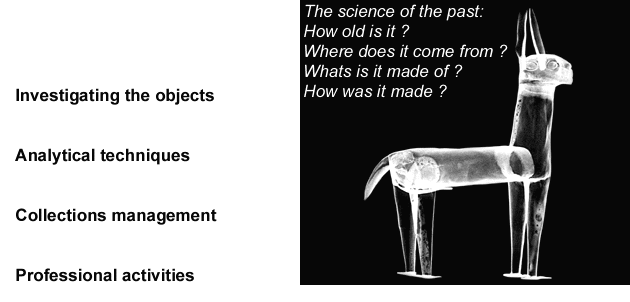 The science of the past:
How old is it ?
Where does it come from ?
Whats is it made of ?
How was it made ?
Investigating the objects
Analytical techniques
Collections management
Professional activities